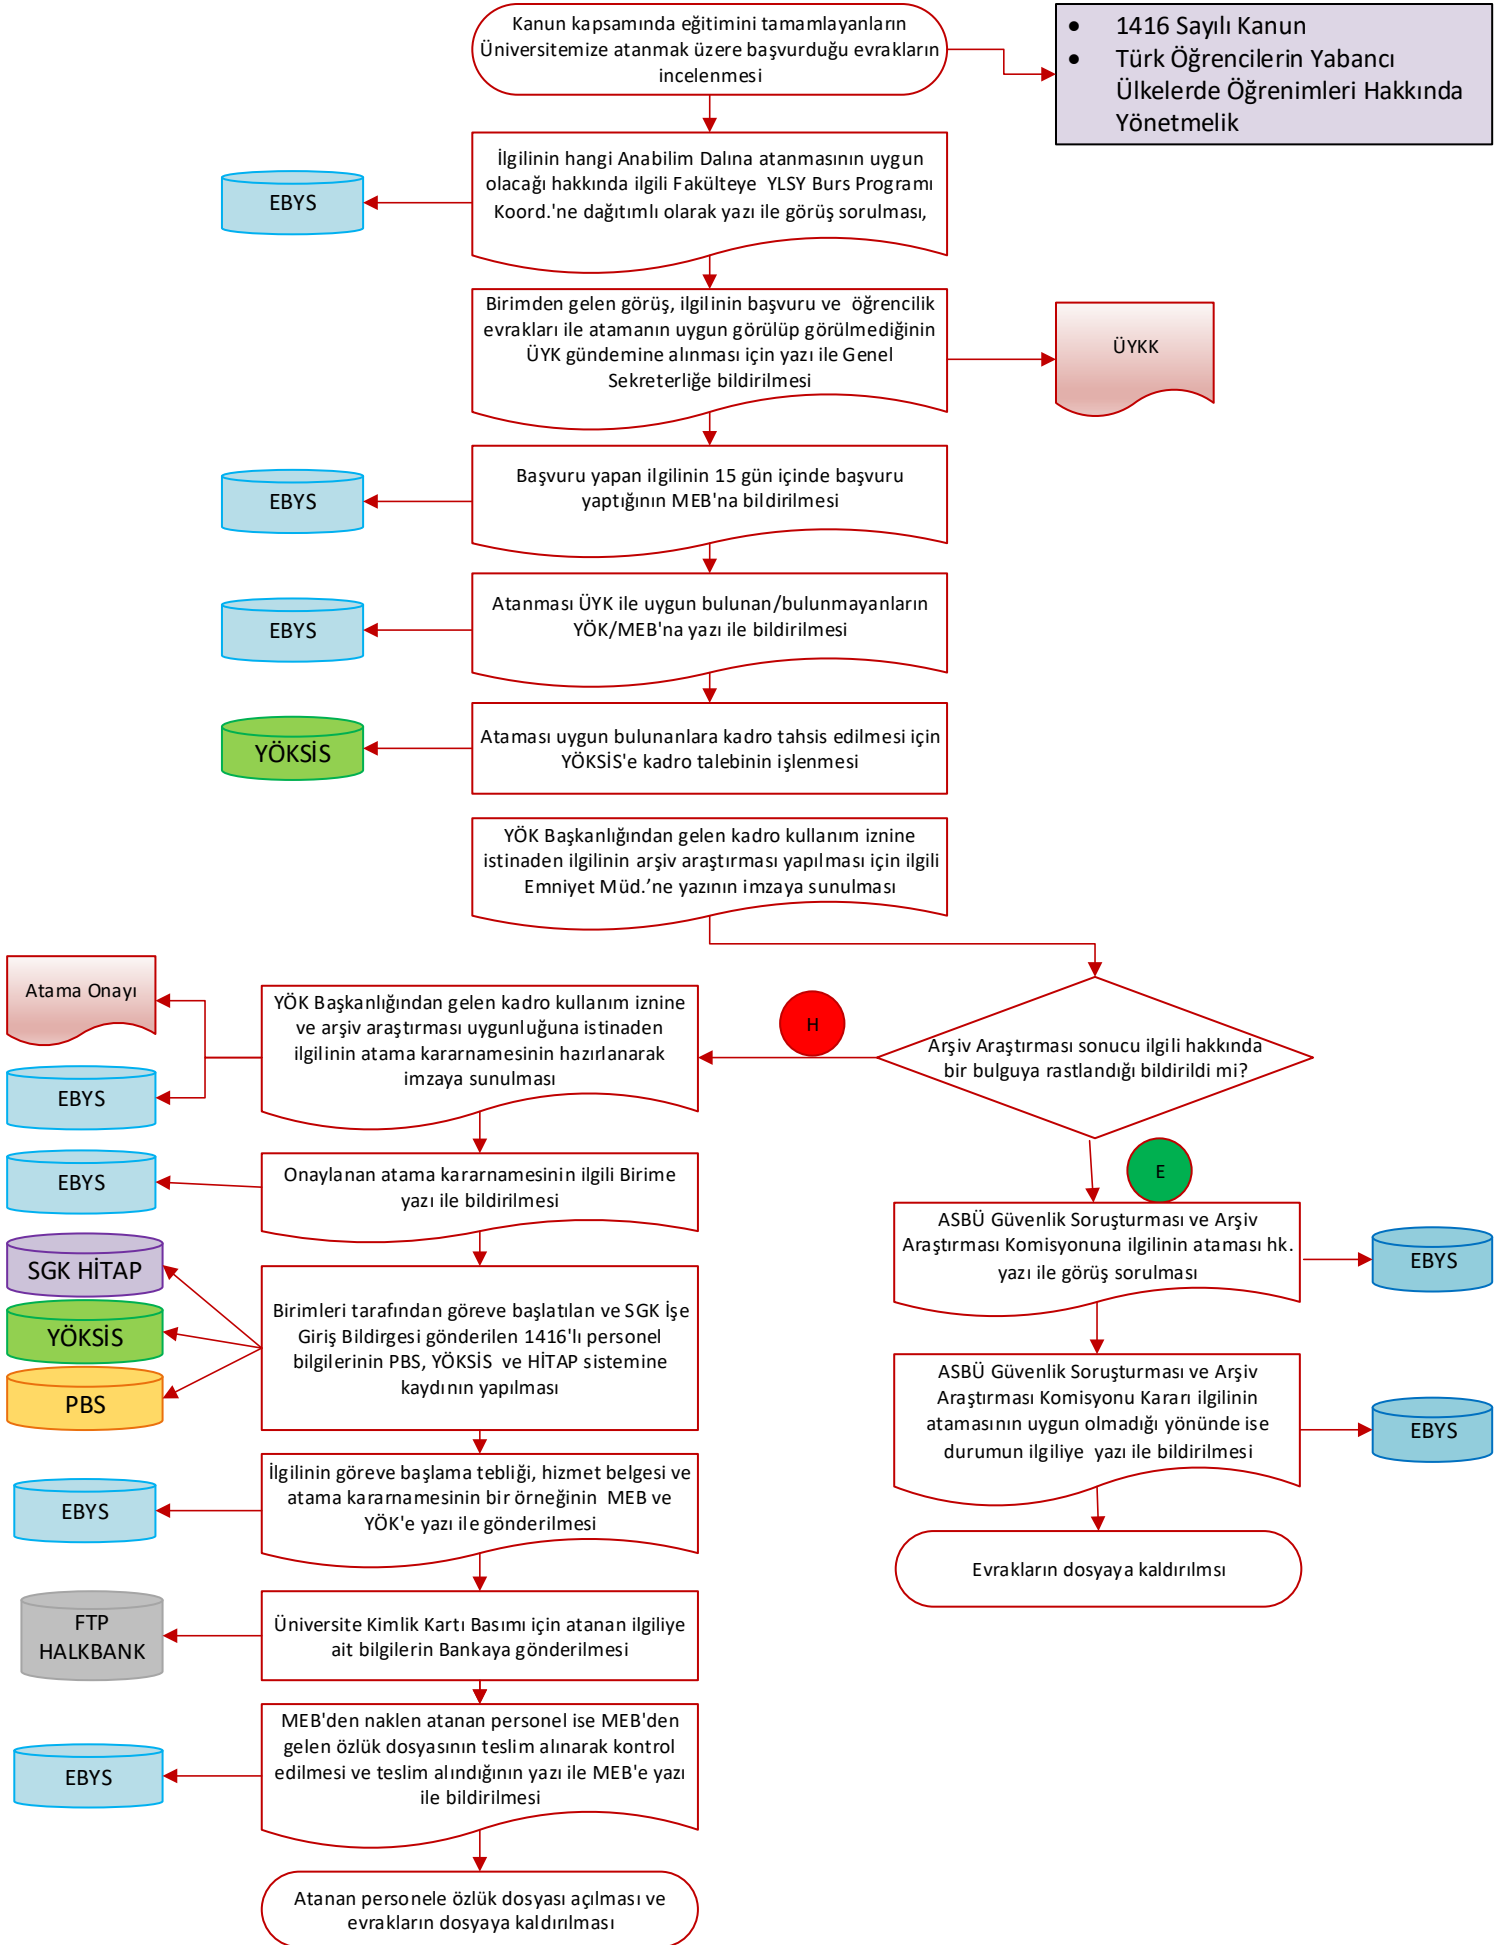 Kanun kapsamında eğitimini tamamlayanların
Üniversitemize atanmak üzere başvurduğu evrakların
incelenmesi
• 1416 Sayılı Kanun
• Türk Öğrencilerin Yabancı
Ülkelerde Öğrenimleri Hakkında
Yönetmelik
İlgilinin hangi Anabilim Dalına atanmasının uygun
olacağı hakkında ilgili Fakülteye YLSY Burs Programı
Koord.'ne dağıtımlı olarak yazı ile görüş sorulması,
EBYS
Birimden gelen görüş, ilgilinin başvuru ve öğrencilik
evrakları ile atamanın uygun görülüp görülmediğinin
ÜYK gündemine alınması için yazı ile Genel
Sekreterliğe bildirilmesi
ÜYKK
Başvuru yapan ilgilinin 15 gün içinde başvuru
yaptığının MEB'na bildirilmesi
EBYS
Atanması ÜYK ile uygun bulunan/bulunmayanların
YÖK/MEB'na yazı ile bildirilmesi
EBYS
Ataması uygun bulunanlara kadro tahsis edilmesi için
YÖKSİS'e kadro talebinin işlenmesi
YÖKSİS
YÖK Başkanlığından gelen kadro kullanım iznine
istinaden ilgilinin arşiv araştırması yapılması için ilgili
Emniyet Müd.’ne yazının imzaya sunulması
Arşiv Araştırması sonucu ilgili hakkında
bir bulguya rastlandığı bildirildi mi?
H
E
YÖK Başkanlığından gelen kadro kullanım iznine
ve arşiv araştırması uygunluğuna istinaden
ilgilinin atama kararnamesinin hazırlanarak
imzaya sunulması
Atama Onayı
EBYS
Onaylanan atama kararnamesinin ilgili Birime
yazı ile bildirilmesi
EBYS
Birimleri tarafından göreve başlatılan ve SGK İşe
Giriş Bildirgesi gönderilen 1416'lı personel
bilgilerinin PBS, YÖKSİS ve HİTAP sistemine
kaydının yapılması
SGK HİTAP
YÖKSİS
PBS
İlgilinin göreve başlama tebliği, hizmet belgesi ve
atama kararnamesinin bir örneğinin MEB ve
YÖK'e yazı ile gönderilmesi
EBYS
Üniversite Kimlik Kartı Basımı için atanan ilgiliye
ait bilgilerin Bankaya gönderilmesi
FTP
HALKBANK
MEB'den naklen atanan personel ise MEB'den
gelen özlük dosyasının teslim alınarak kontrol
edilmesi ve teslim alındığının yazı ile MEB'e yazı
ile bildirilmesi
EBYS
Atanan personele özlük dosyası açılması ve
evrakların dosyaya kaldırılması
ASBÜ Güvenlik Soruşturması ve Arşiv
Araştırması Komisyonuna ilgilinin ataması hk.
yazı ile görüş sorulması
EBYS
ASBÜ Güvenlik Soruşturması ve Arşiv
Araştırması Komisyonu Kararı ilgilinin
atamasının uygun olmadığı yönünde ise
durumun ilgiliye yazı ile bildirilmesi
EBYS
Evrakların dosyaya kaldırılmsı